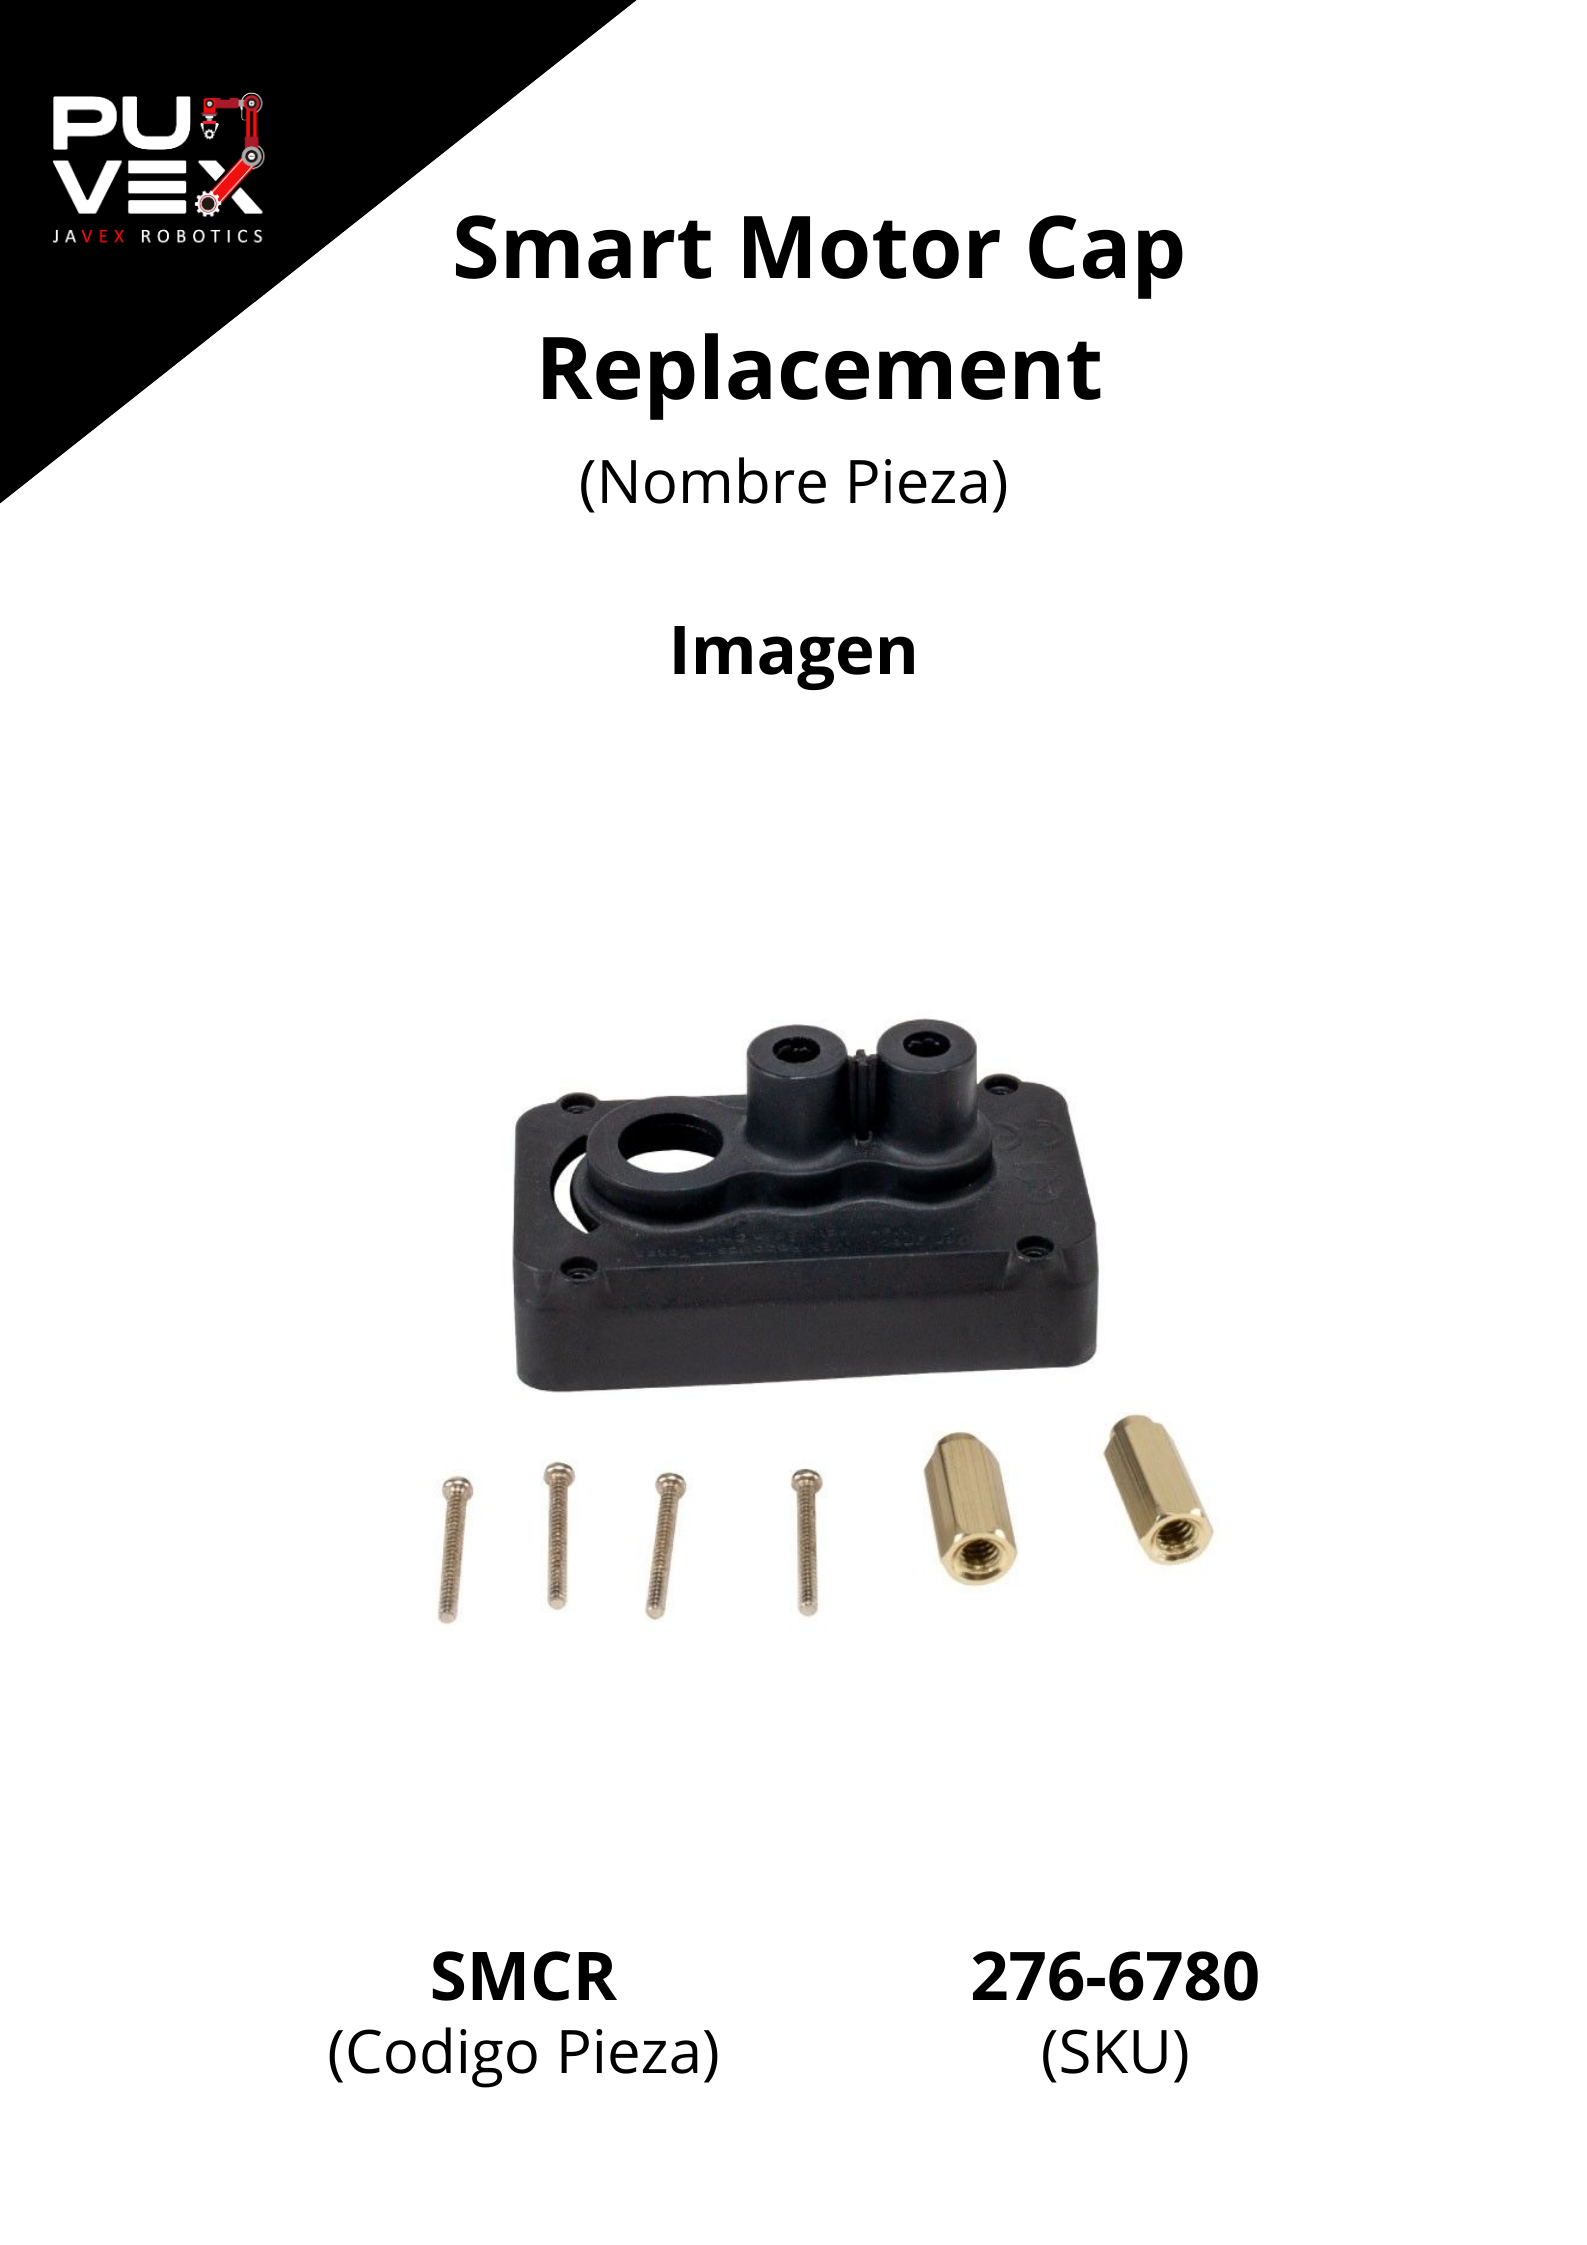 PU
VEX
JAVEX ROBOTICS
Smart Motor Cap
Replacement
(Nombre Pieza)
Imagen
SMCR
(Codigo Pieza)
276-6780
(SKU)